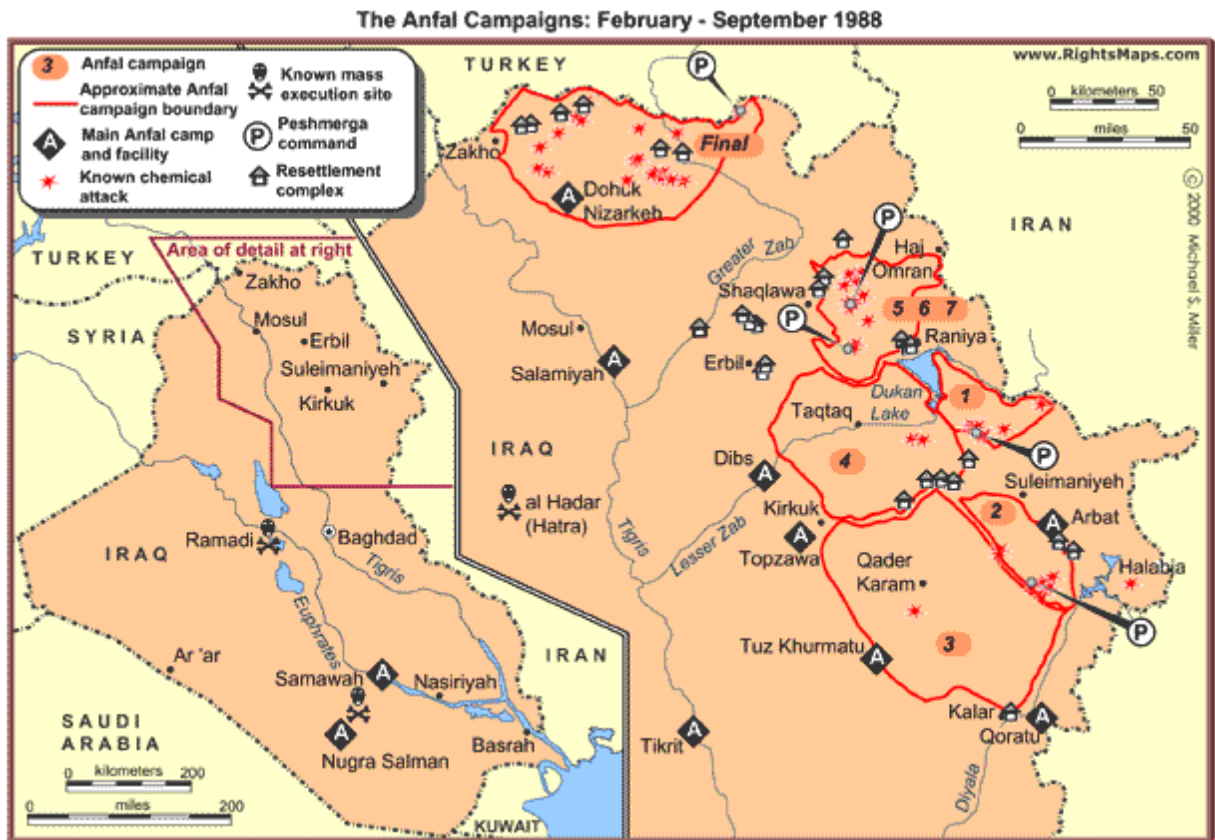 The Anfal Campaigns: February - September 1988
3 Anfal campaign
Approximate Anfal
campaign boundary
A Main Anfal camp
and facility
Known chemical
attack
Known mass
execution site
P Peshmerga
command
Resettlement
complex
www.RightsMaps.com
0 kilometers 50
0 miles 50
© 2000 Michael S. Miller
TURKEY
IRAN
P
Zakho
Final
A
Dohuk
Nizarkeh
Greater
Zab
P
Haj
Omran
Shaqlawa
5 6 7
P
Raniya
Mosul
Erbil
A
Salamiyah
Dukan
Lake
1
Taqtaq
P
IRAQ
4
Dibs
A
Suleimaniyeh
al Hadar
(Hatra)
Kirkuk
2
A
Arbat
A
Topzawa
Tigris
Lesser Zab
Qader
Karam
Halabja
P
Tuz Khurmatu
A
3
Kalar
A
Qoratu
Tikrit
A
Diyala
Area of detail at right
TURKEY
Zakho
SYRIA
Mosul
Erbil
Suleimaniyeh
Kirkuk
IRAQ
Ramadi
Baghdad
Tigris
Euphrates
IRAN
Ar 'ar
Samawah
A
Nasiriyah
SAUDI
ARABIA
A
Nugra Salman
Basrah
KUWAIT
0 kilometers 200
0 miles 200